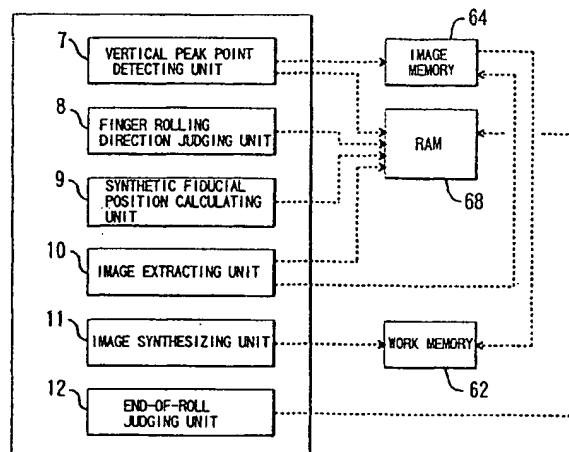 7
VERTICAL PEAK POINT
DETECTING UNIT
8
FINGER ROLLING
DIRECTION JUDGING UNIT
9
SYNTHETIC FIDUCIAL
POSITION CALCULATING
UNIT
10
IMAGE EXTRACTING UNIT
11
IMAGE SYNTHESIZING UNIT
12
END-OF-ROLL
JUDGING UNIT
64
IMAGE
MEMORY
RAM
68
WORK MEMORY
62